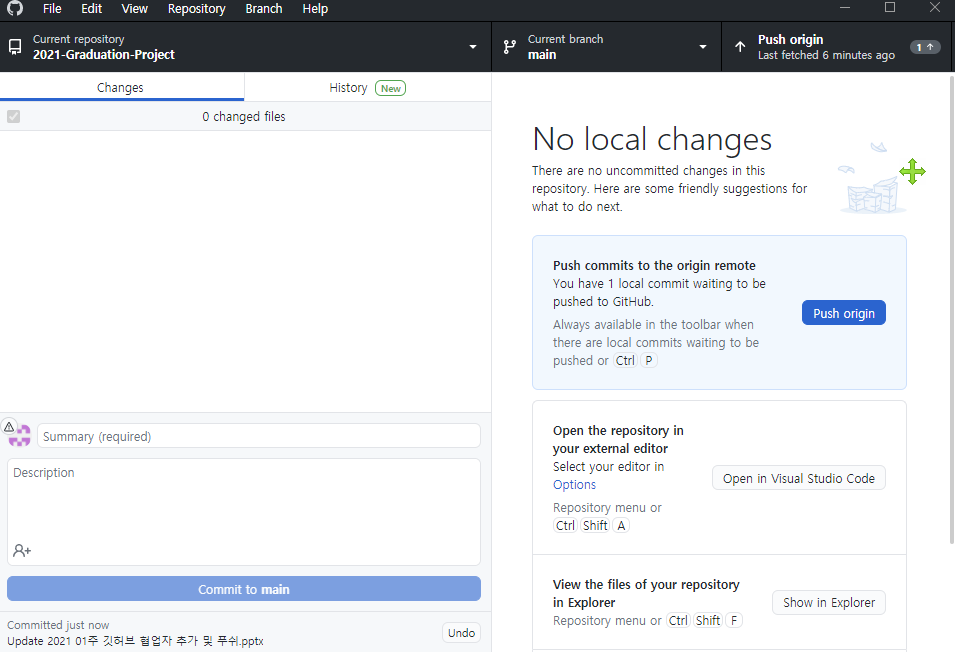 File Edit View Repository Branch Help
Current repository
2021-Graduation-Project
Current branch
main
Push origin
Last fetched 6 minutes ago
1
Changes
History New
0 changed files
No local changes
There are no uncommitted changes in this
repository. Here are some friendly suggestions for
what to do next.
Push commits to the origin remote
You have 1 local commit waiting to be
pushed to GitHub.
Always available in the toolbar when
there are local commits waiting to be
pushed or Ctrl P
Push origin
Open the repository in
your external editor
Select your editor in
Options
Repository menu or
Ctrl Shift A
Open in Visual Studio Code
View the files of your repository
in Explorer
Repository menu or Ctrl Shift F
Show in Explorer
Summary (required)
Description
Commit to main
Committed just now
Update 2021 01주 깃허브 협업자 추가 및 푸쉬.pptx
Undo